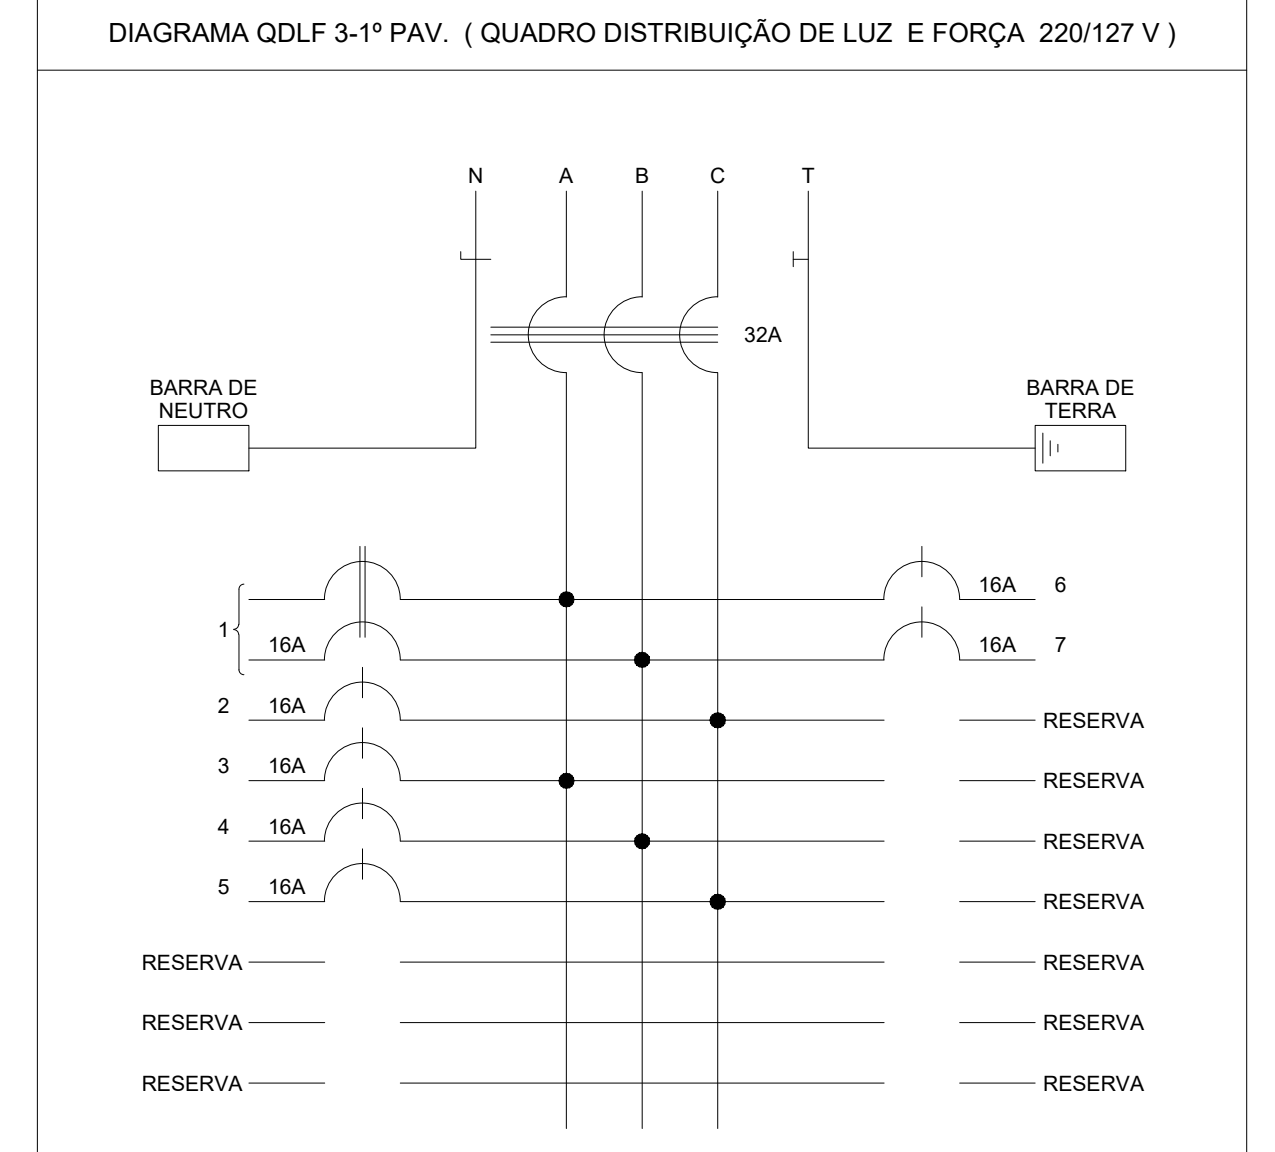 DIAGRAMA QDLF 3-1º PAV. ( QUADRO DISTRIBUIÇÃO DE LUZ E FORÇA 220/127 V )
N A B C T
32A
BARRA DE
NEUTRO
BARRA DE
TERRA
16A 6
1
16A
16A 7
2 16A
RESERVA
3 16A
RESERVA
4 16A
RESERVA
5 16A
RESERVA
RESERVA
RESERVA
RESERVA
RESERVA
RESERVA
RESERVA